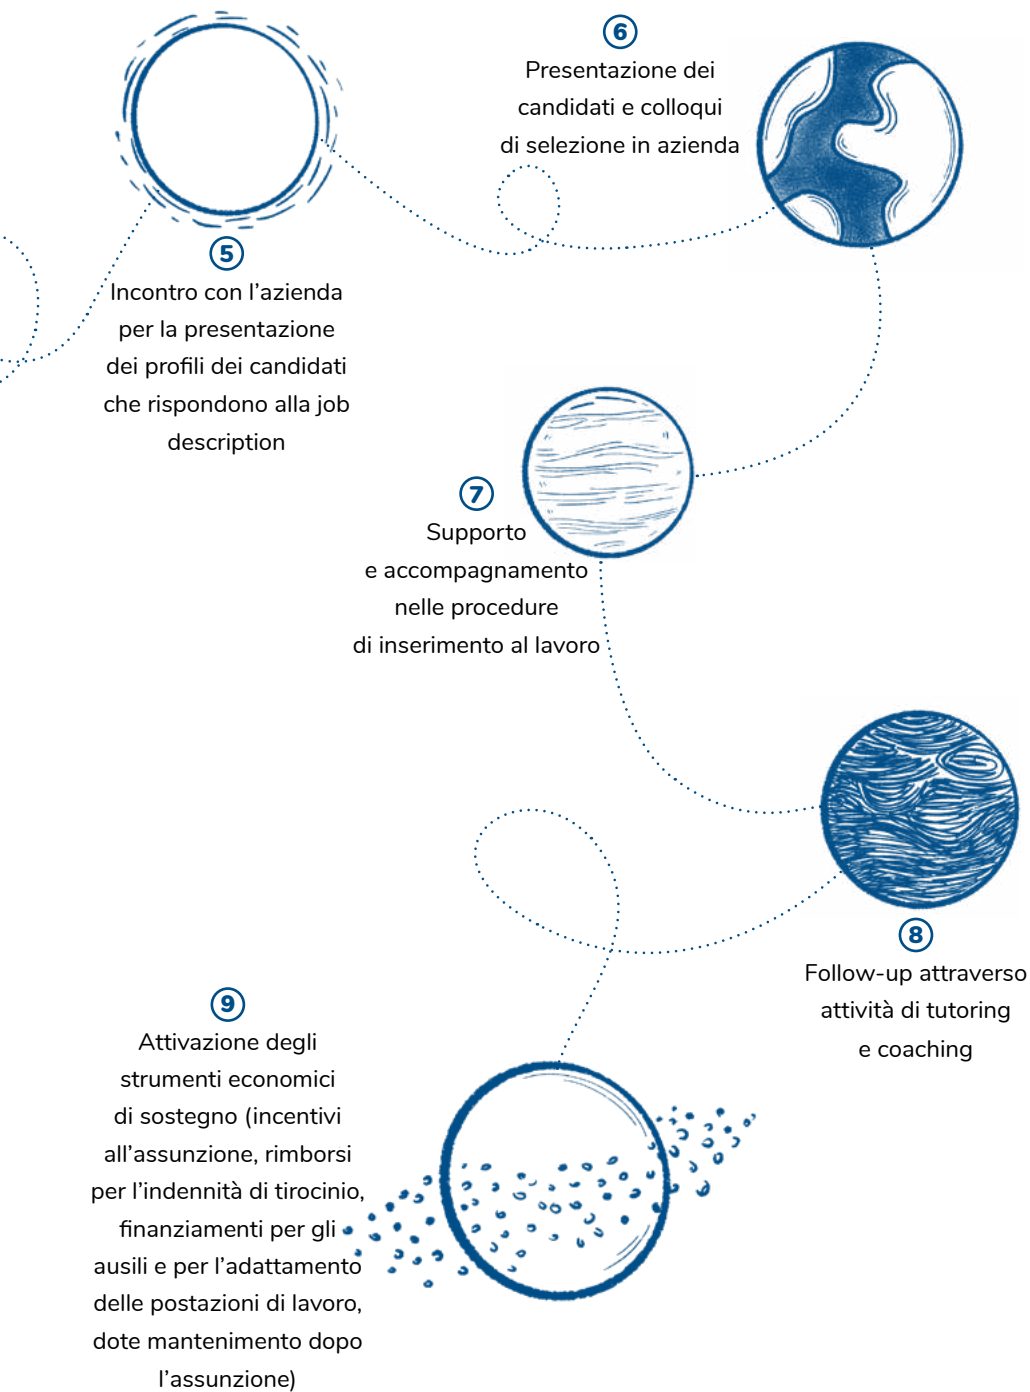 5
Incontro con l’azienda
per la presentazione
dei profili dei candidati
che rispondono alla job
description
6
Presentazione dei
candidati e colloqui
di selezione in azienda
7
Supporto
e accompagnamento
nelle procedure
di inserimento al lavoro
8
Follow-up attraverso
attività di tutoring
e coaching
9
Attivazione degli
strumenti economici
di sostegno (incentivi
all’assunzione, rimborsi
per l’indennità di tirocinio,
finanziamenti per gli
ausili e per l’adattamento
delle postazioni di lavoro,
dote mantenimento dopo
l’assunzione)